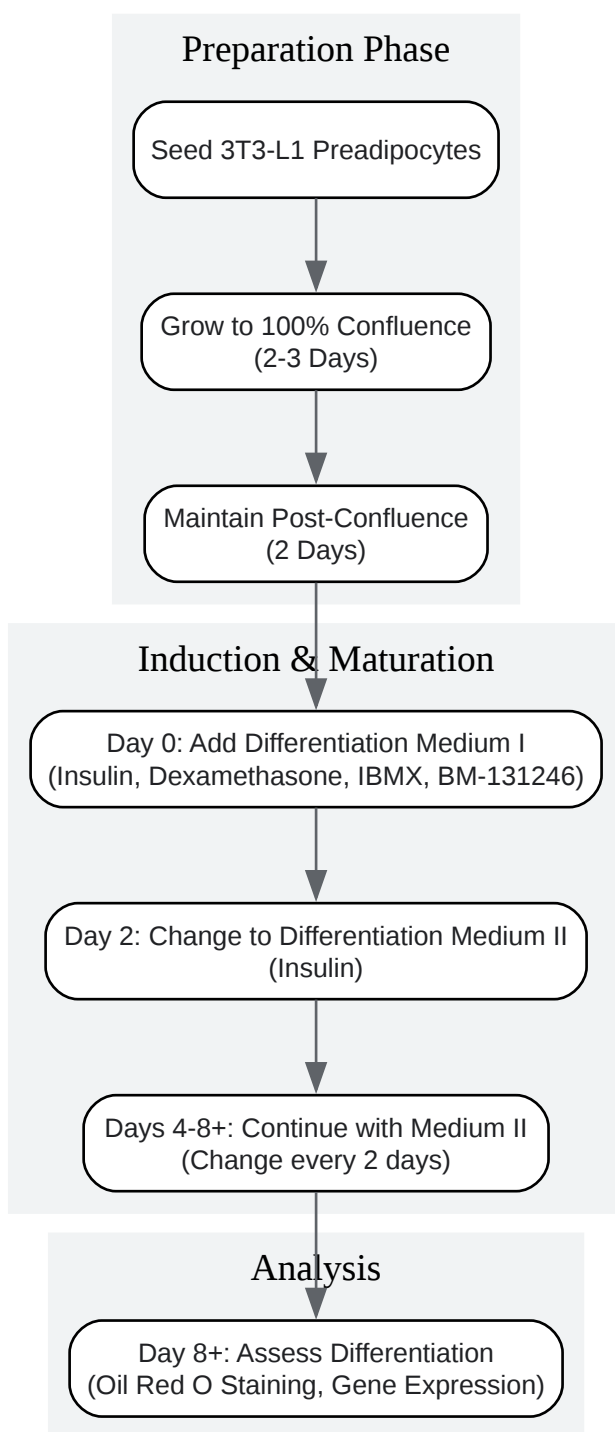 Preparation Phase
Seed 3T3-L1 Preadipocytes
Grow to 100% Confluence
(2-3 Days)
Maintain Post-Confluence
(2 Days)
Induction & Maturation
Day 0: Add Differentiation Medium I
(Insulin, Dexamethasone, IBMX, BM-131246)
Day 2: Change to Differentiation Medium II
(Insulin)
Days 4-8+: Continue with Medium II
(Change every 2 days)
Analysis
Day 8+: Assess Differentiation
(Oil Red O Staining, Gene Expression)